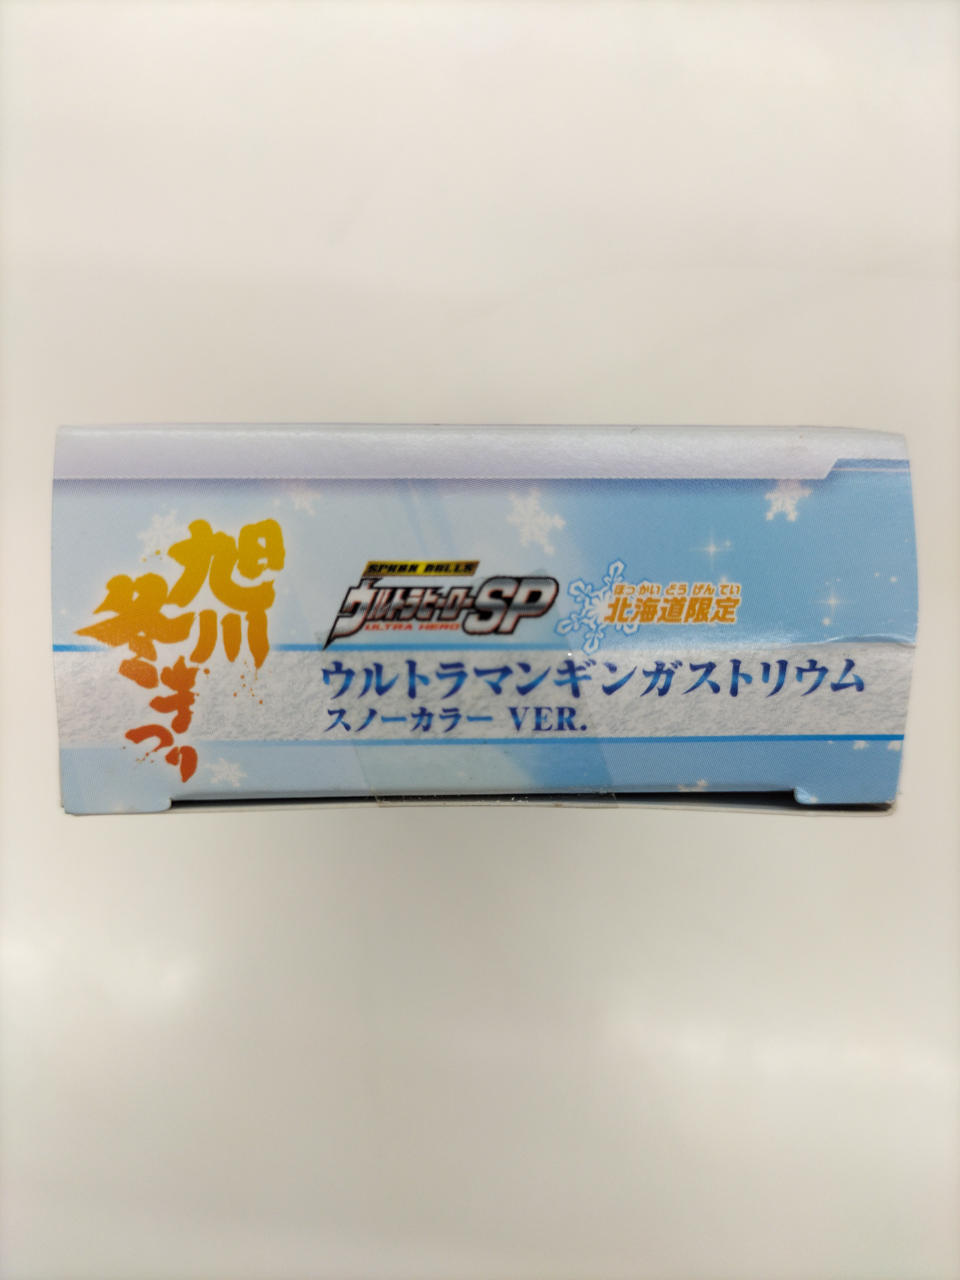 旭川
冬まつり
SPARK DOLLS
ウルトラヒーローSP
ULTRA HERO
ほっかいどうげんてい
北海道限定
ウルトラマンギンガストリウム
スノーカラー VER.